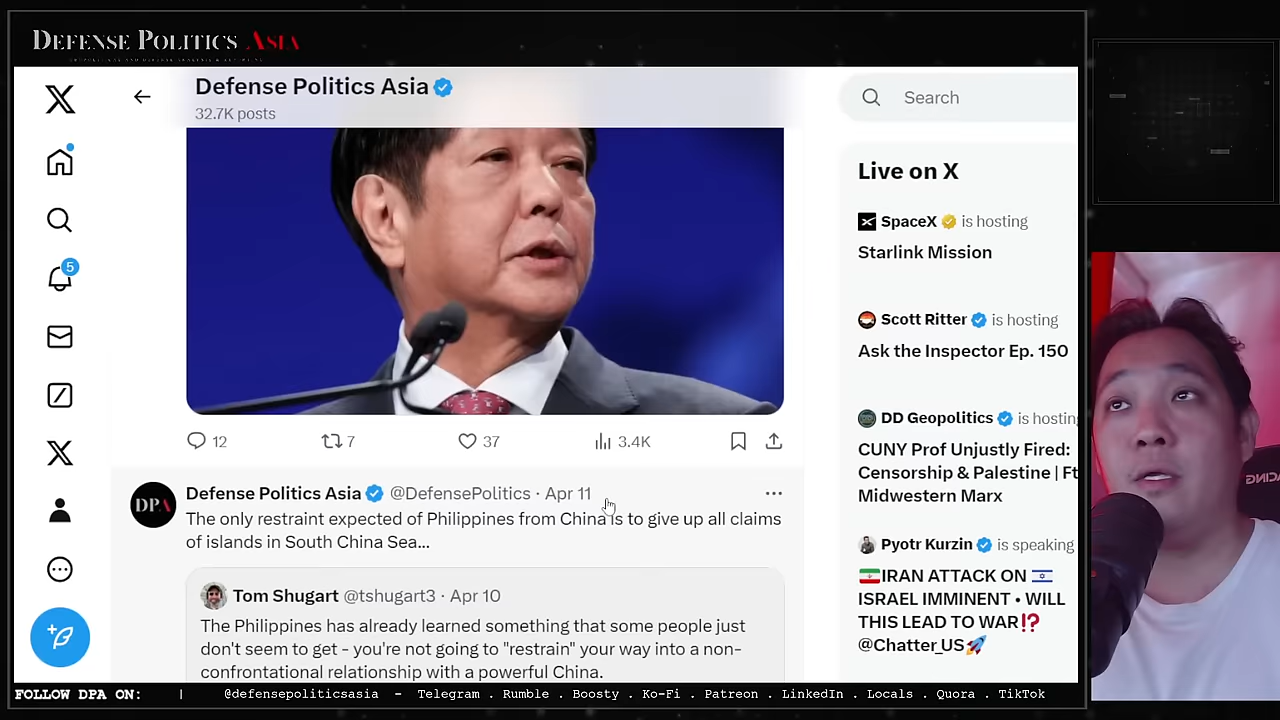 DEFENSE POLITICS ASIA
Defense Politics Asia
32.7K posts
Search
Live on X
SpaceX is hosting
Starlink Mission
Scott Ritter is hosting
Ask the Inspector Ep. 150
DD Geopolitics is hostin
CUNY Prof Unjustly Fired:
Censorship & Palestine | Ft
Midwestern Marx
Pyotr Kurzin is speaking
IRAN ATTACK ON
ISRAEL IMMINENT • WILL
THIS LEAD TO WAR⁉️
@Chatter_US🚀
5
12 7 37 3.4K
DPA
Defense Politics Asia @DefensePolitics · Apr 11
The only restraint expected of Philippines from China is to give up all claims
of islands in South China Sea...
Tom Shugart @tshugart3 · Apr 10
The Philippines has already learned something that some people just
don't seem to get - you're not going to "restrain" your way into a non-
confrontational relationship with a powerful China.
FOLLOW DPA ON: | @defensepoliticsasia - Telegram . Rumble . Boosty . Ko-Fi . Patreon . LinkedIn . Locals . Quora . TikTok